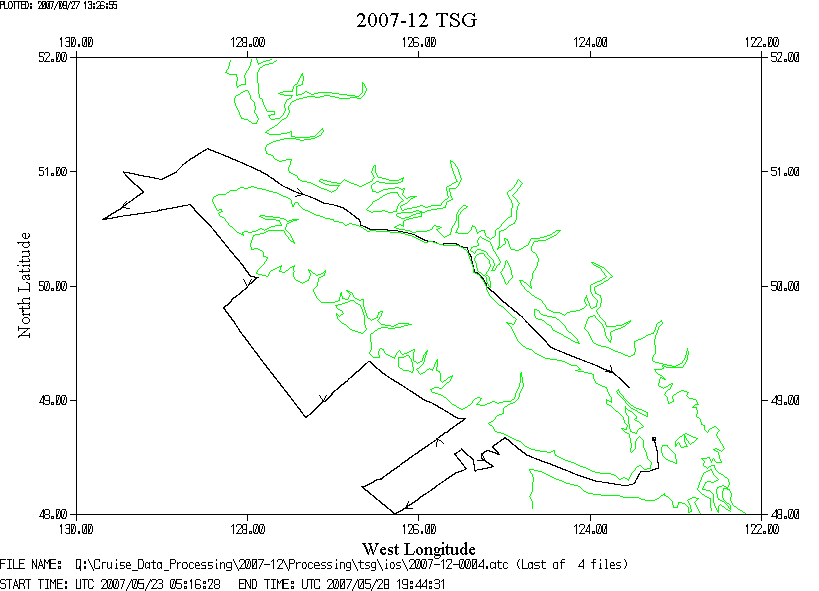 PLOTTED: 2007/09/27 13:26:55
2007-12 TSG
130.00 128.00 126.00 124.00 122.00
52.00 52.00
51.00 51.00
North Latitude
50.00 50.00
49.00 49.00
48.00 48.00
130.00 128.00 126.00 124.00 122.00
West Longitude
FILE NAME: Q:\Cruise_Data_Processing\2007-12\Processing\tsg\ios\2007-12-0004.atc (Last of 4 files)
START TIME: UTC 2007/05/23 05:16:28 END TIME: UTC 2007/05/28 19:44:31